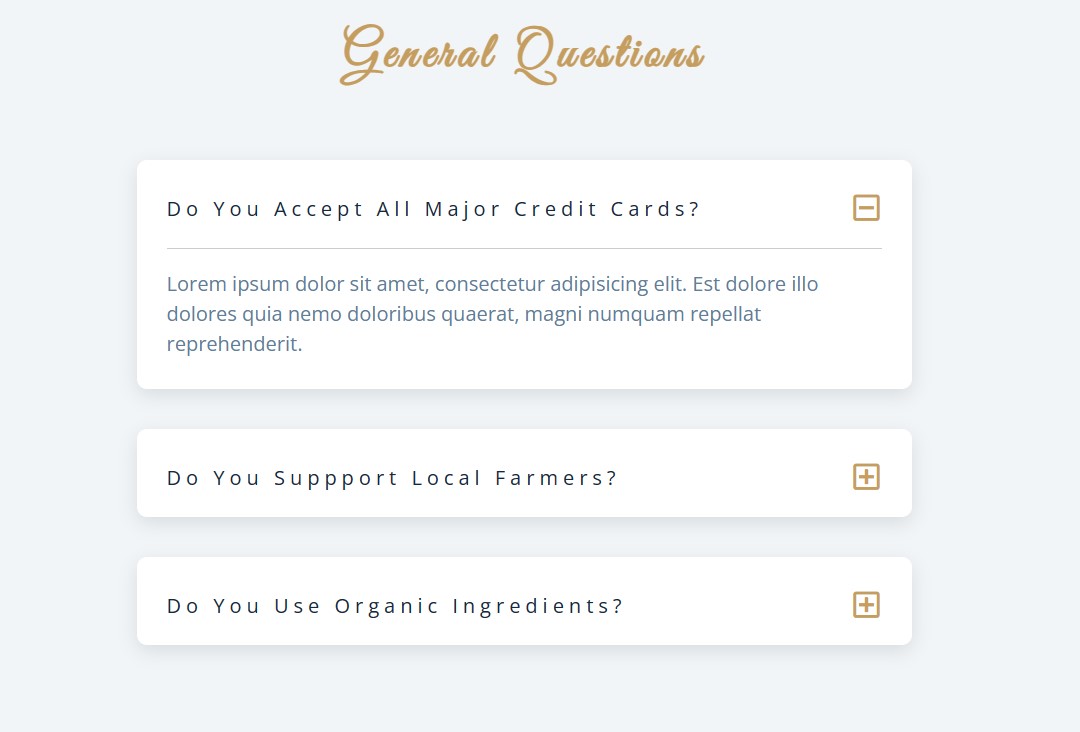 General Questions
Do You Accept All Major Credit Cards?
Lorem ipsum dolor sit amet, consectetur adipisicing elit. Est dolore illo
dolores quia nemo doloribus quaerat, magni numquam repellat
reprehenderit.
Do You Suppport Local Farmers?
Do You Use Organic Ingredients?